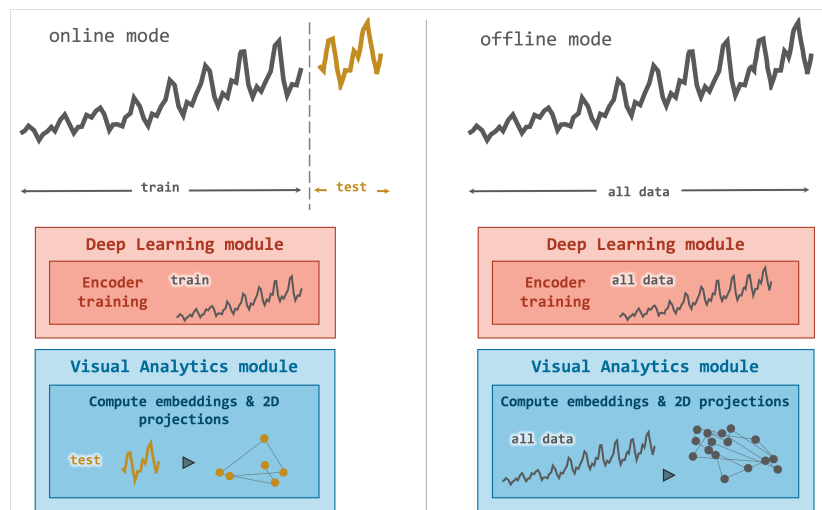 online mode
train
test
Deep Learning module
Encoder
training
train
Visual Analytics module
Compute embeddings & 2D
projections
test
offline mode
all data
Deep Learning module
Encoder
training
all data
Visual Analytics module
Compute embeddings & 2D projections
all data